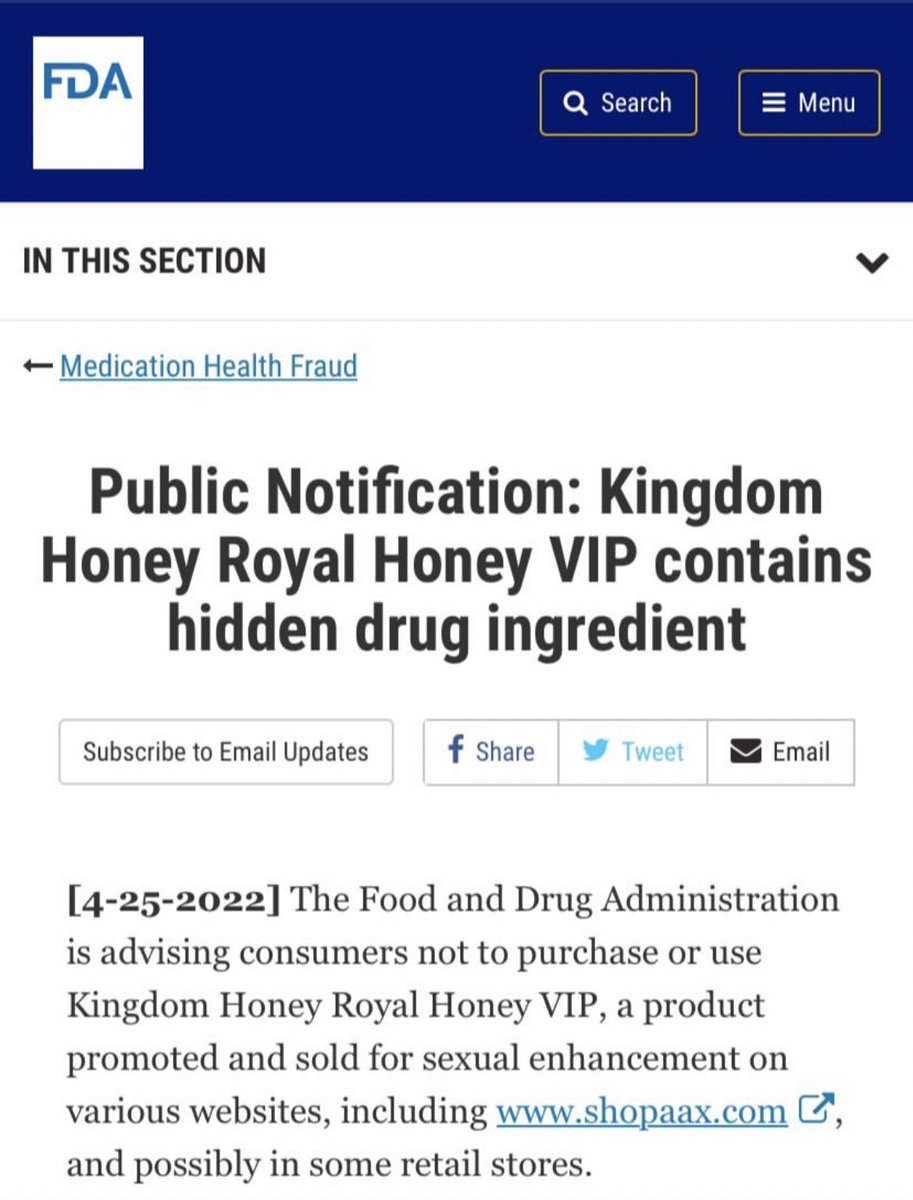 FDA
Search
Menu
IN THIS SECTION
Medication Health Fraud
Public Notification: Kingdom
Honey Royal Honey VIP contains
hidden drug ingredient
Subscribe to Email Updates
Share
Tweet
Email
[4-25-2022] The Food and Drug Administration
is advising consumers not to purchase or use
Kingdom Honey Royal Honey VIP, a product
promoted and sold for sexual enhancement on
various websites, including www.shopaax.com,
and possibly in some retail stores.